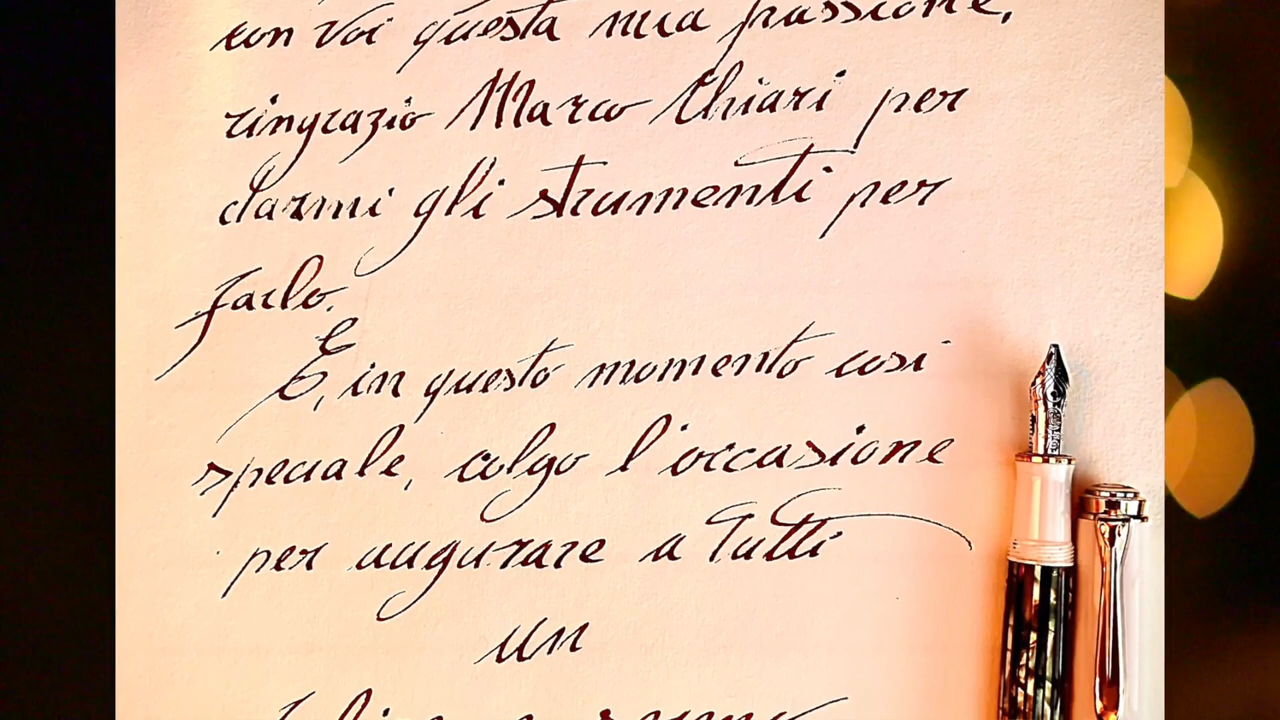 con Voi questa mia passione,
ringrazio Marco Chiari per
darmi gli strumenti per
farlo.
E, in questo momento così
speciale, colgo l'occasione
per augurare a Tutti
un